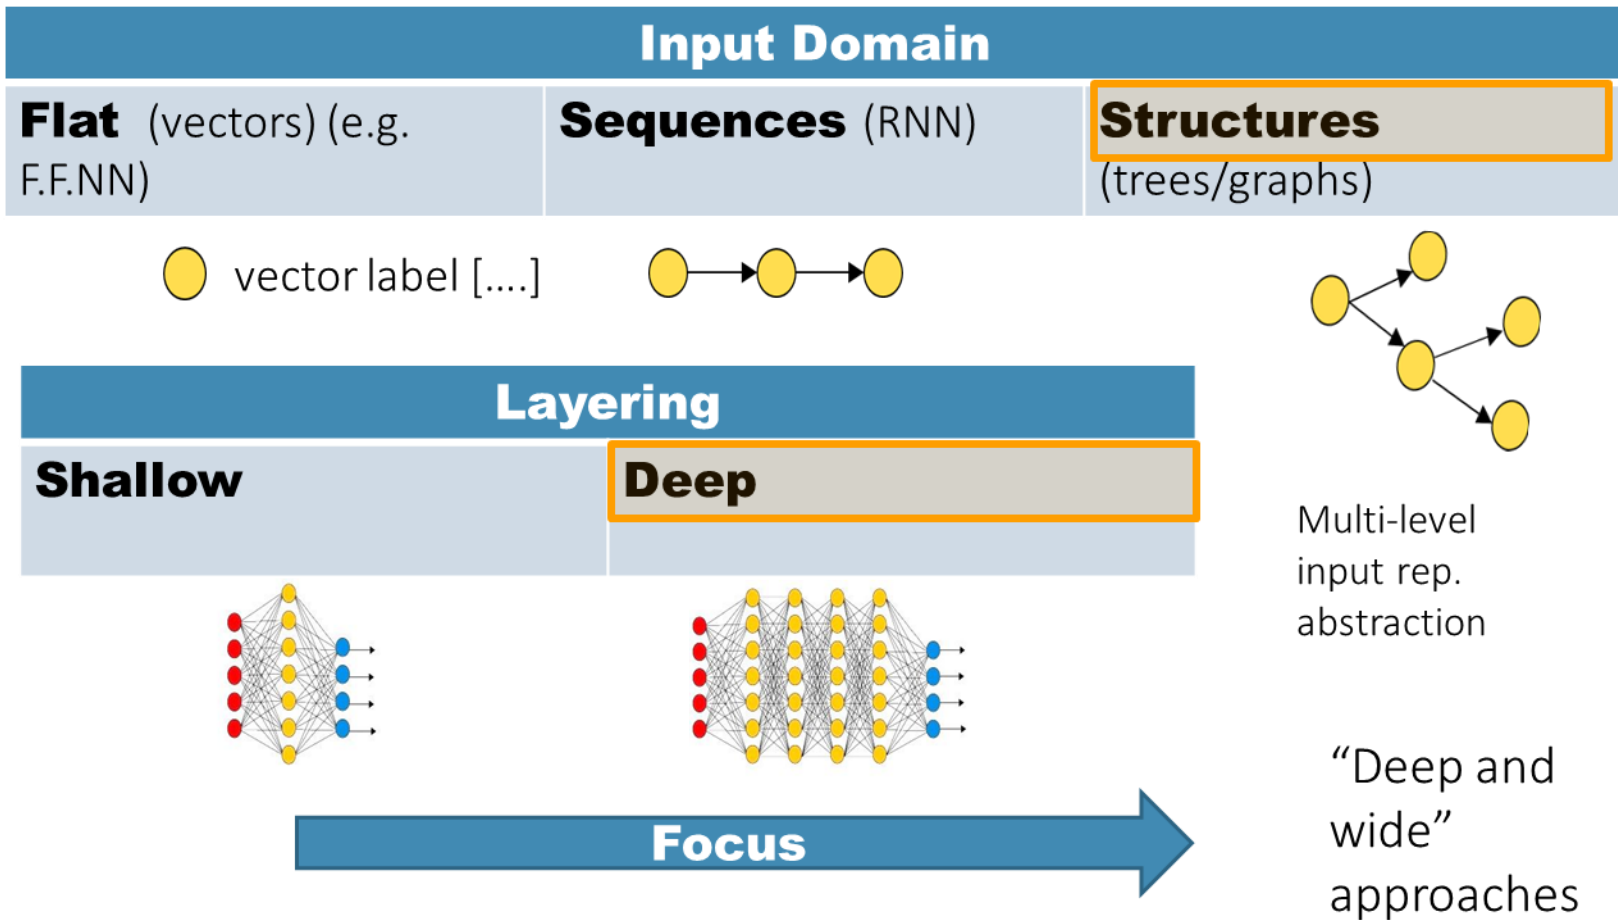 Input Domain
Flat (vectors) (e.g.
F.F.NN)
Sequences (RNN)
Structures
(trees/graphs)
vector label [....]
Layering
Shallow
Deep
Multi-level
input rep.
abstraction
Focus
“Deep and
wide”
approaches